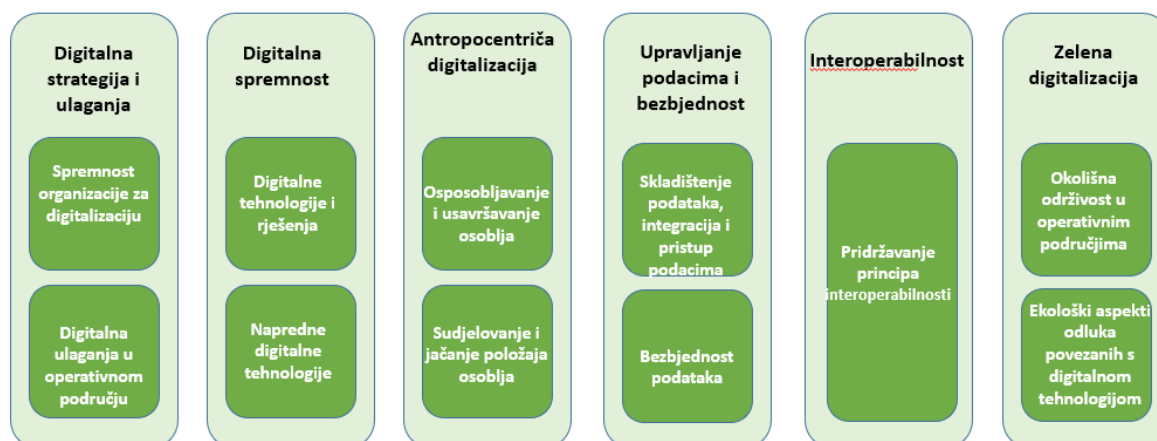 Digitalna
strategija i
ulaganja
Spremnost
organizacije za
digitalizaciju
Digitalna
ulaganja u
operativnom
području
Digitalna
spremnost
Digitalne
tehnologije i
rješenja
Napredne
digitalne
tehnologije
Antropocentriča
digitalizacija
Osposobljavanje
i usavršavanje
osoblja
Sudjelovanje i
jačanje položaja
osoblja
Upravljanje
podacima i
bezbjednost
Skladištenje
podataka,
integracija i
pristup
podacima
Bezbjednost
podataka
Interoperabilnost
Pridržavanje
principa
interoperabilnosti
Zelena
digitalizacija
Okolišna
održivost u
operativnim
područjima
Ekološki aspekti
odluka
povezanih s
digitalnom
tehnologijom